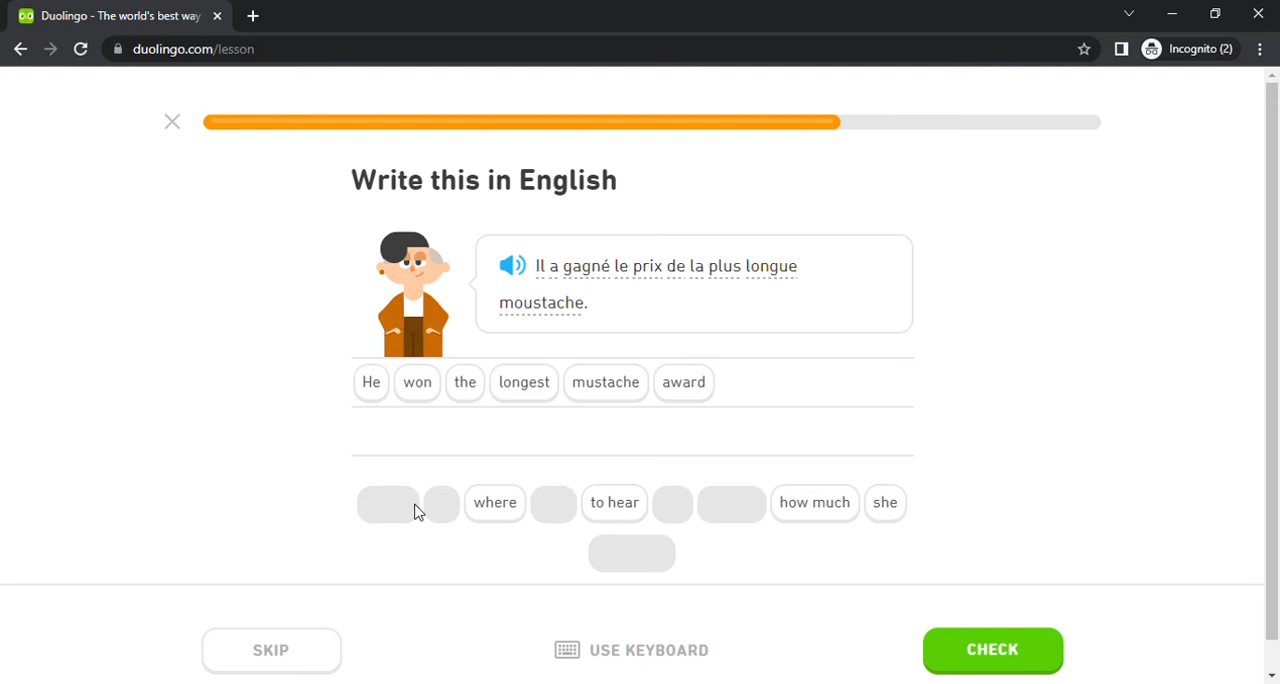 Duolingo - The world's best way
duolingo.com/lesson
Incognito (2)
Write this in English
Il a gagné le prix de la plus longue
moustache.
He won the longest mustache award
where to hear how much she
SKIP USE KEYBOARD CHECK